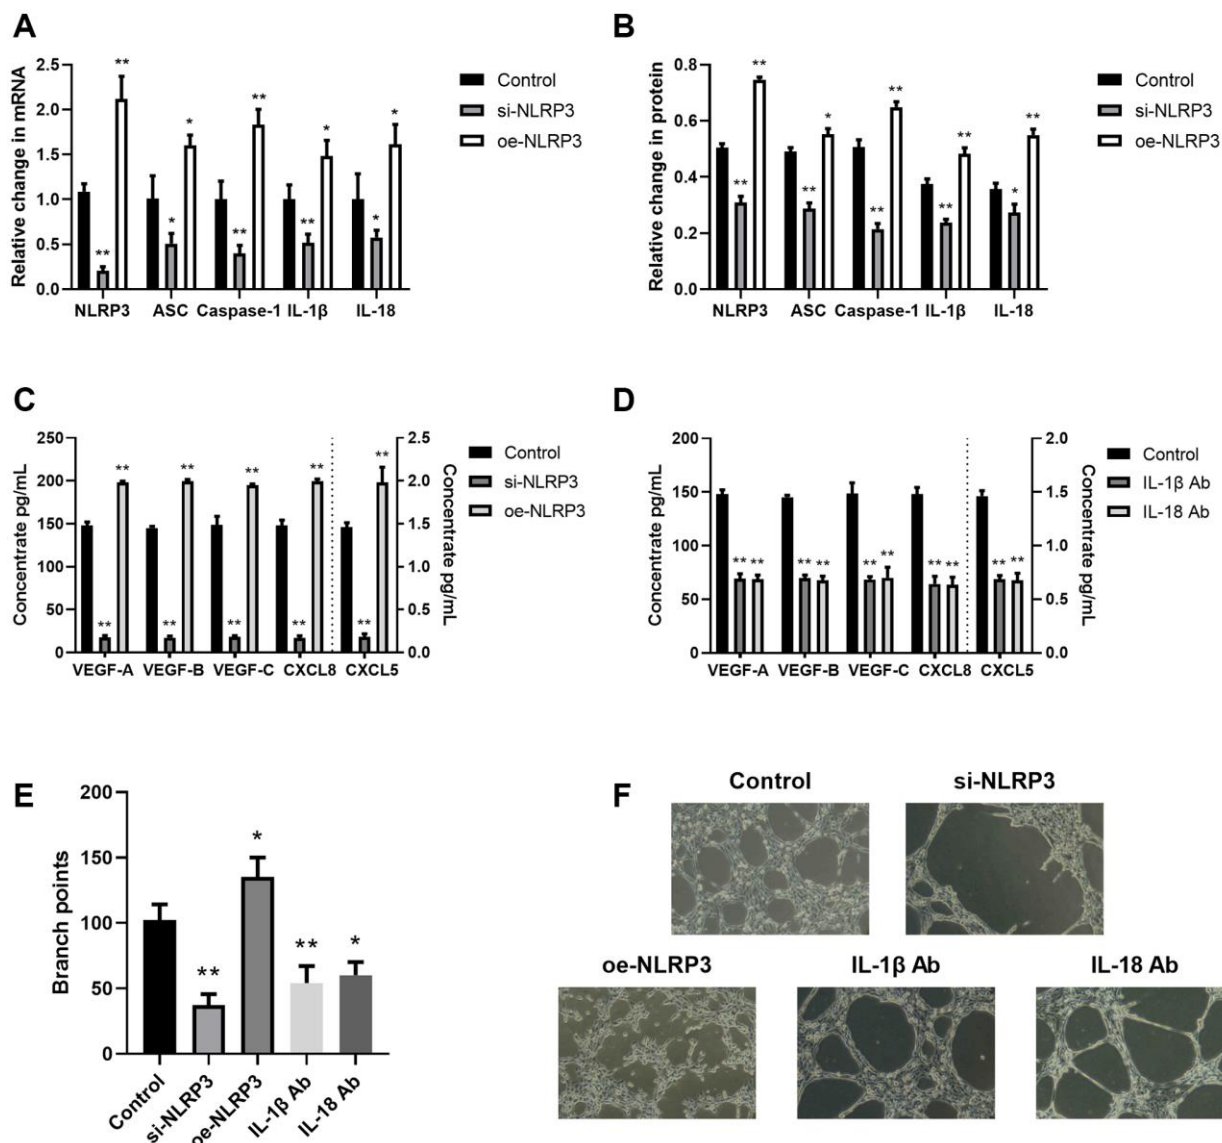 A
Relative change in mRNA
2.5
2.0
1.5
1.0
0.5
0.0
** ** * * ** ** ** * * *
NLRP3 ASC Caspase-1 IL-1β IL-18
Control
si-NLRP3
oe-NLRP3
B
Relative change in protein
0.8
0.6
0.4
0.2
0.0
** ** ** * ** ** ** ** * **
NLRP3 ASC Caspase-1 IL-1β IL-18
Control
si-NLRP3
oe-NLRP3
C
Concentrate pg/mL
250
200
150
100
50
0
** ** ** ** ** ** ** ** ** **
VEGF-A VEGF-B VEGF-C CXCL8 CXCL5
2.5
2.0
1.5
1.0
0.5
0.0
Concentrate pg/mL
Control
si-NLRP3
oe-NLRP3
D
Concentrate pg/mL
200
150
100
50
0
** ** ** ** ** ** ** ** ** **
VEGF-A VEGF-B VEGF-C CXCL8 CXCL5
2.0
1.5
1.0
0.5
0.0
Concentrate pg/mL
Control
IL-1β Ab
IL-18 Ab
E
Branch points
200
150
100
50
0
** * ** *
Control si-NLRP3 oe-NLRP3 IL-1β Ab IL-18 Ab
F
Control si-NLRP3
oe-NLRP3 IL-1β Ab IL-18 Ab